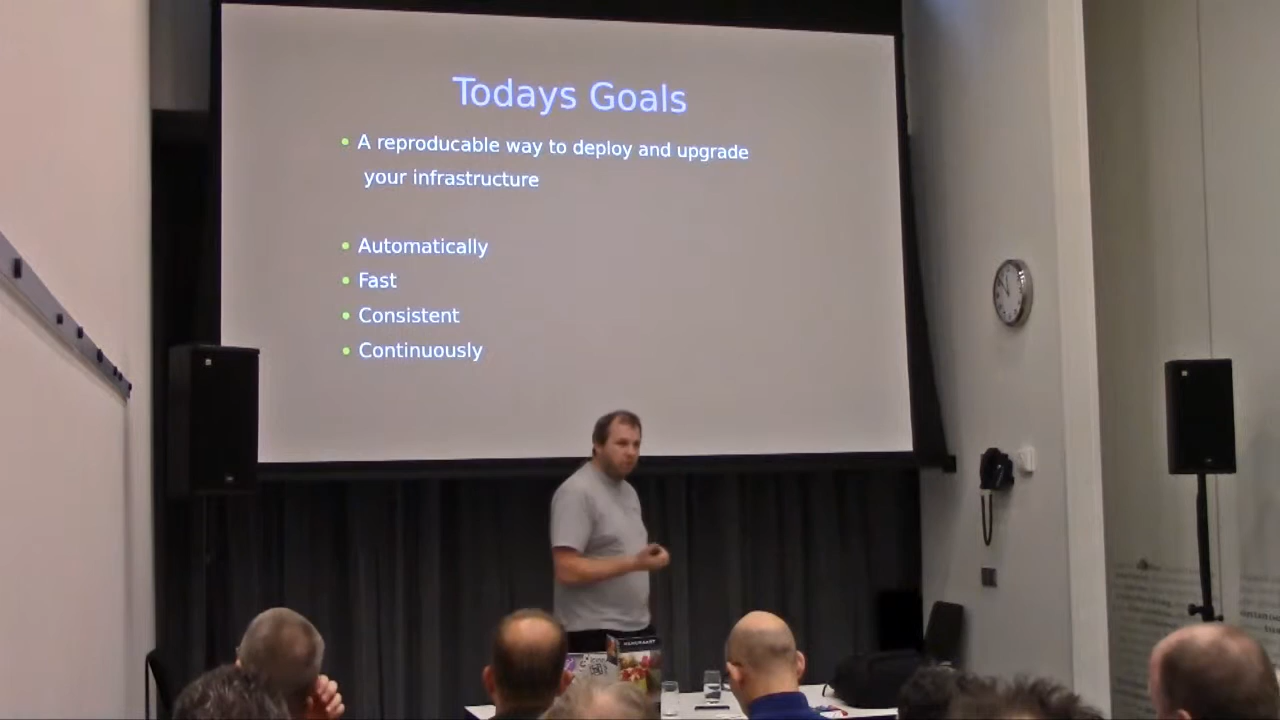 Todays Goals
A reproducable way to deploy and upgrade
your infrastructure
Automatically
Fast
Consistent
Continuously